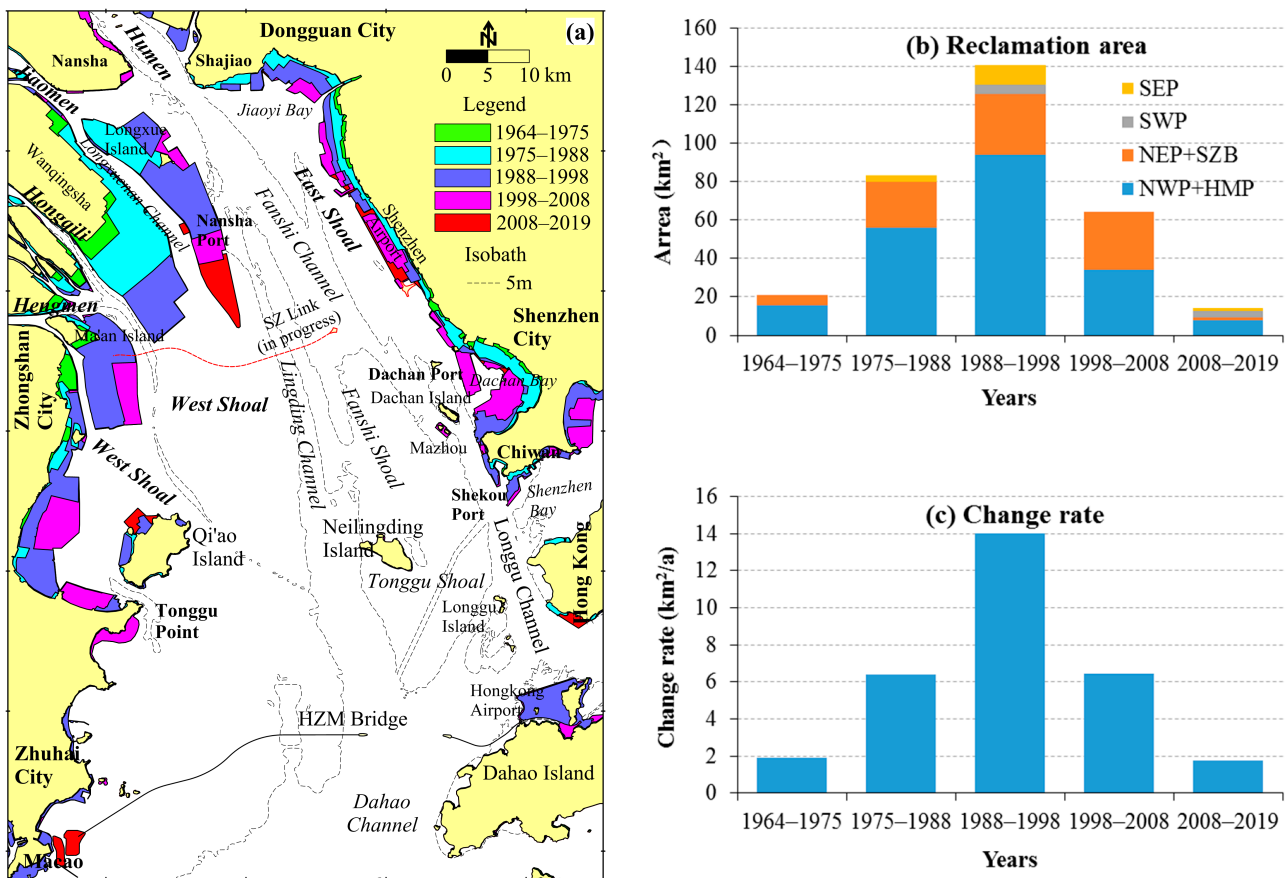 (a)
Dongguan City
N
0 5 10 km
Humen
Nansha
Shajiao
Jiaomen
Jiaoyi Bay
Legend
1964–1975
1975–1988
1988–1998
1998–2008
2008–2019
Isobath
5m
Longxue
Island
Wanqingsha
Longxuenan Channel
Hongqili
East Shoal
Fanshi Channel
Shenzhen
Airport
Nansha
Port
Hengmen
Ma'an Island
SZ Link
(in progress)
Shenzhen
City
Zhongshan
City
West Shoal
Lingding Channel
Fanshi Shoal
Dachan Port
Dachan Bay
Dachan Island
Mazhou
Chiwan
West Shoal
Shekou
Port
Shenzhen
Bay
Qi'ao
Island
Neilingding
Island
Tonggu Shoal
Longgu Channel
Hong Kong
Longgu
Island
Tonggu
Point
Hongkong
Airport
HZM Bridge
Zhuhai
City
Dahao Island
Dahao
Channel
Macao
(b) Reclamation area
Arrea (km²)
160
140
120
100
80
60
40
20
0
SEP
SWP
NEP+SZB
NWP+HMP
1964–1975 1975–1988 1988–1998 1998–2008 2008–2019
Years
(c) Change rate
Change rate (km²/a)
16
14
12
10
8
6
4
2
0
1964–1975 1975–1988 1988–1998 1998–2008 2008–2019
Years